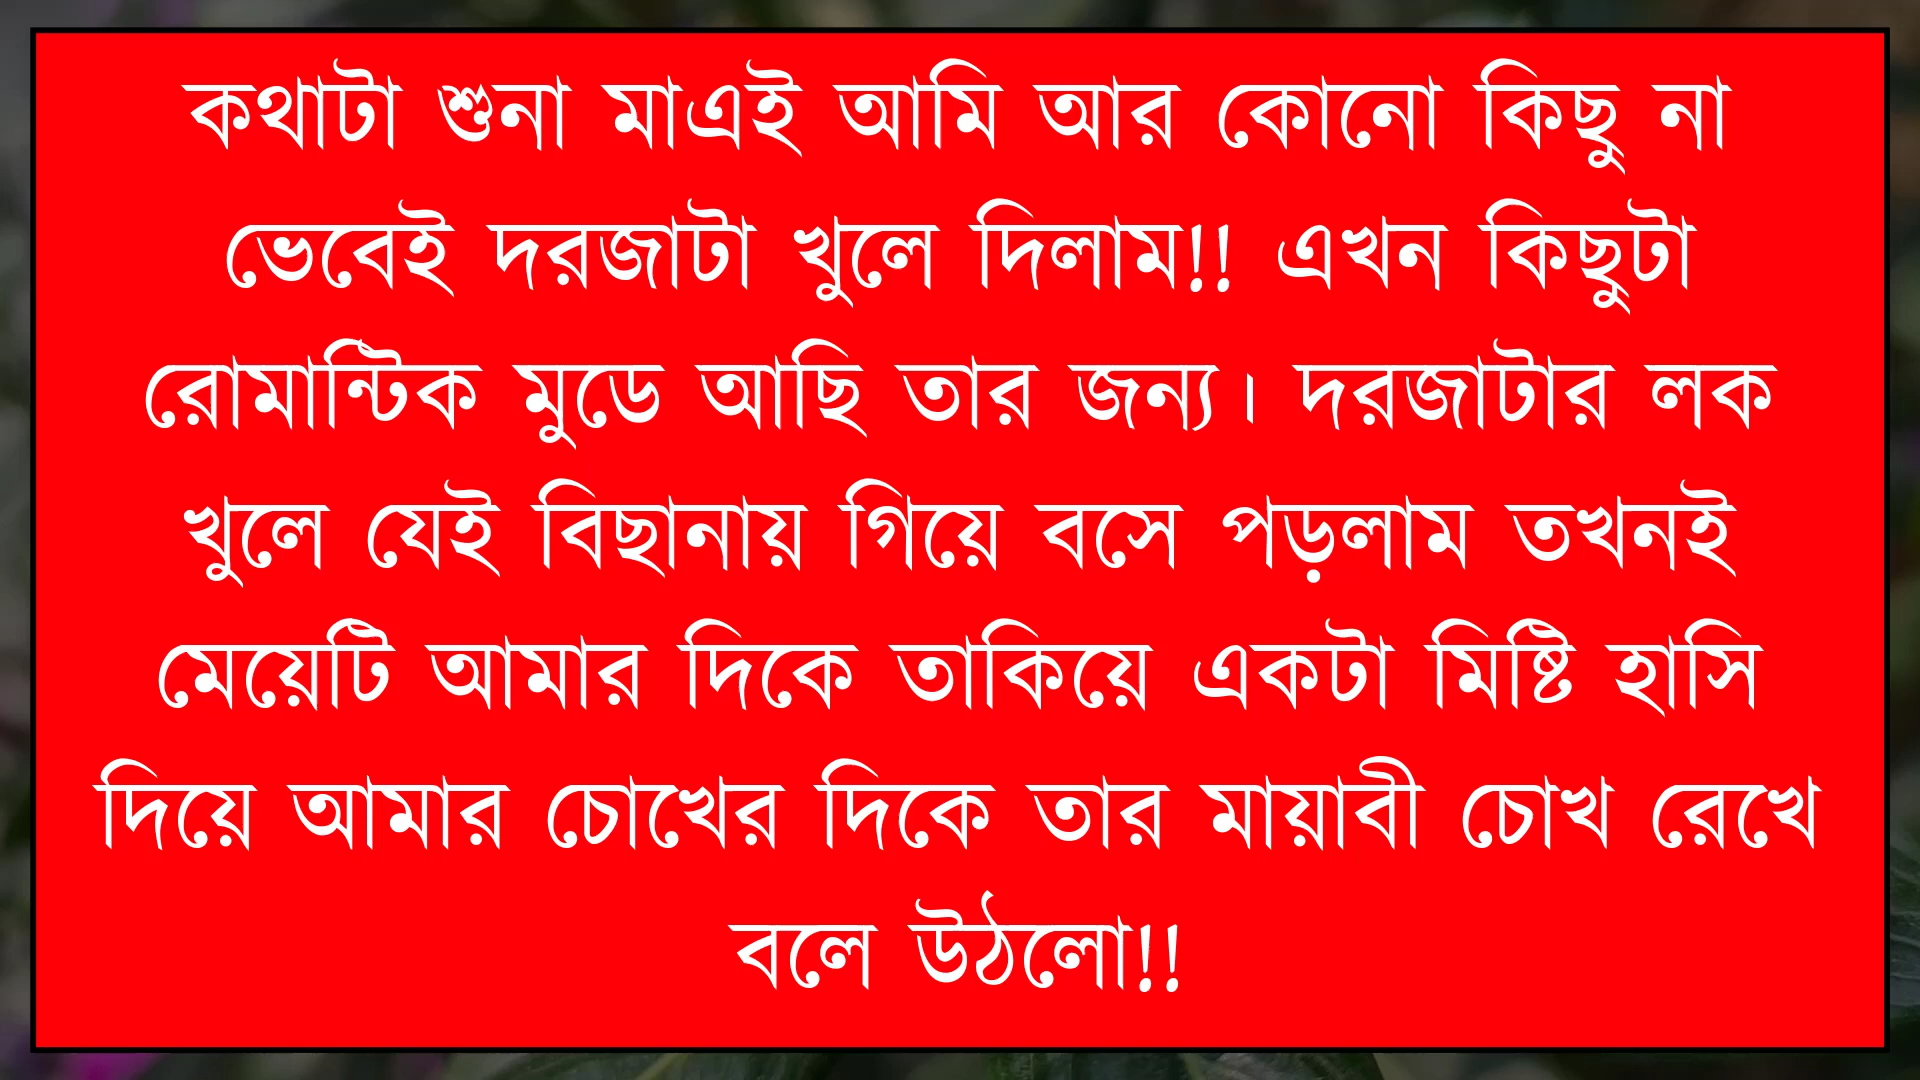 কথাটা শুনা মাএই আমি আর কোনো কিছু না
ভেবেই দরজাটা খুলে দিলাম!! এখন কিছুটা
রোমান্টিক মুডে আছি তার জন্য। দরজাটার লক
খুলে যেই বিছানায় গিয়ে বসে পড়লাম তখনই
মেয়েটি আমার দিকে তাকিয়ে একটা মিষ্টি হাসি
দিয়ে আমার চোখের দিকে তার মায়াবী চোখ রেখে
বলে উঠলো!!